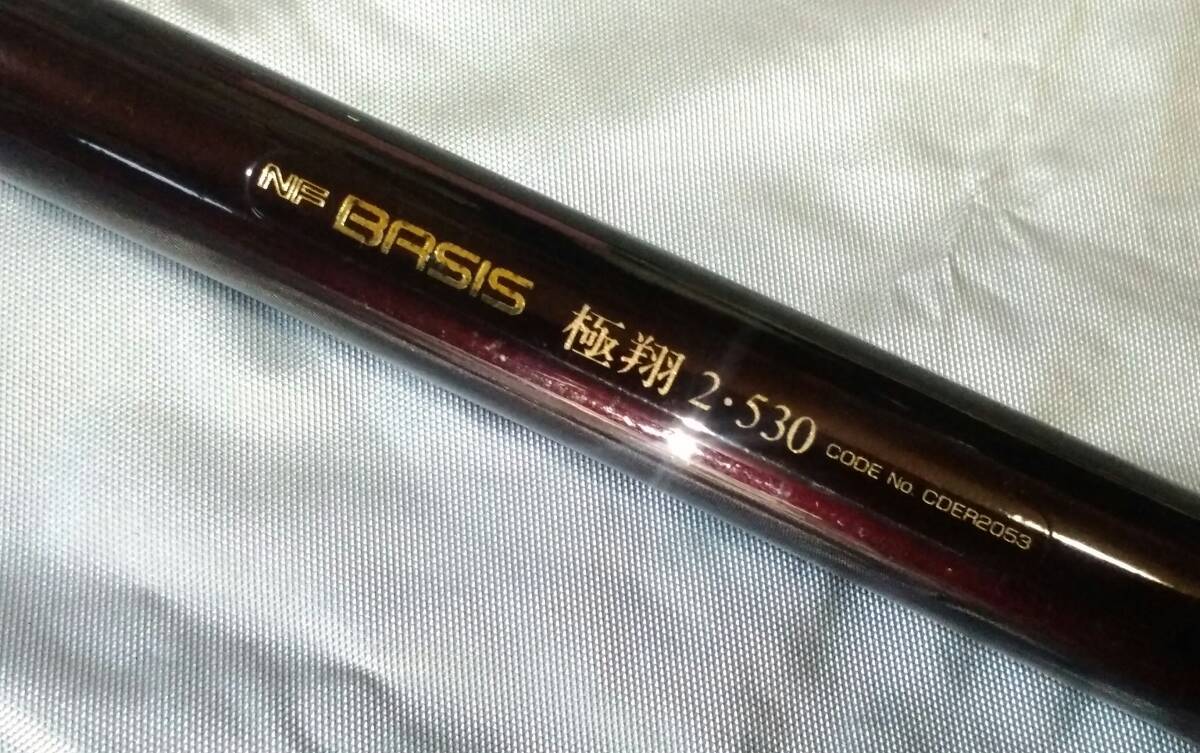 NF BASIS 極翔 2・530 CODE No. CDER2053